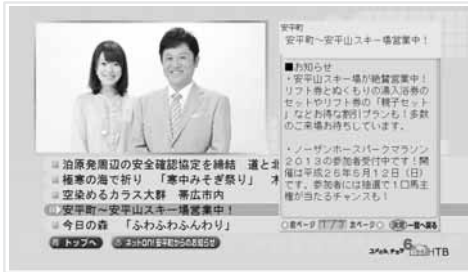 安平町
安平町～安平山スキー場営業中！
■お知らせ
・安平山スキー場が絶賛営業中！
リフト券とぬくもりの湯入浴券の
セットやリフト券の「親子セット
」などお得な割引プランも！多数
のご来場お待ちしています。
・ノーザンホースパークマラソン
２０１３の参加者受付中です！開
催は平成２５年５月１２日（日）
です。参加者には抽選で１口馬主
権が当たるチャンスも！
泊原発周辺の安全確認協定を締結　道と北
極寒の海で祈り　「寒中みそぎ祭り」　木
空染めるカラス大群　帯広市内
安平町～安平山スキー場営業中！
今日の森　「ふわふわふんわり」
トップへ　ネットON！安平町からのお知らせ
前ページ　1／3　次ページ　決定 一覧へ戻る
6 HTB